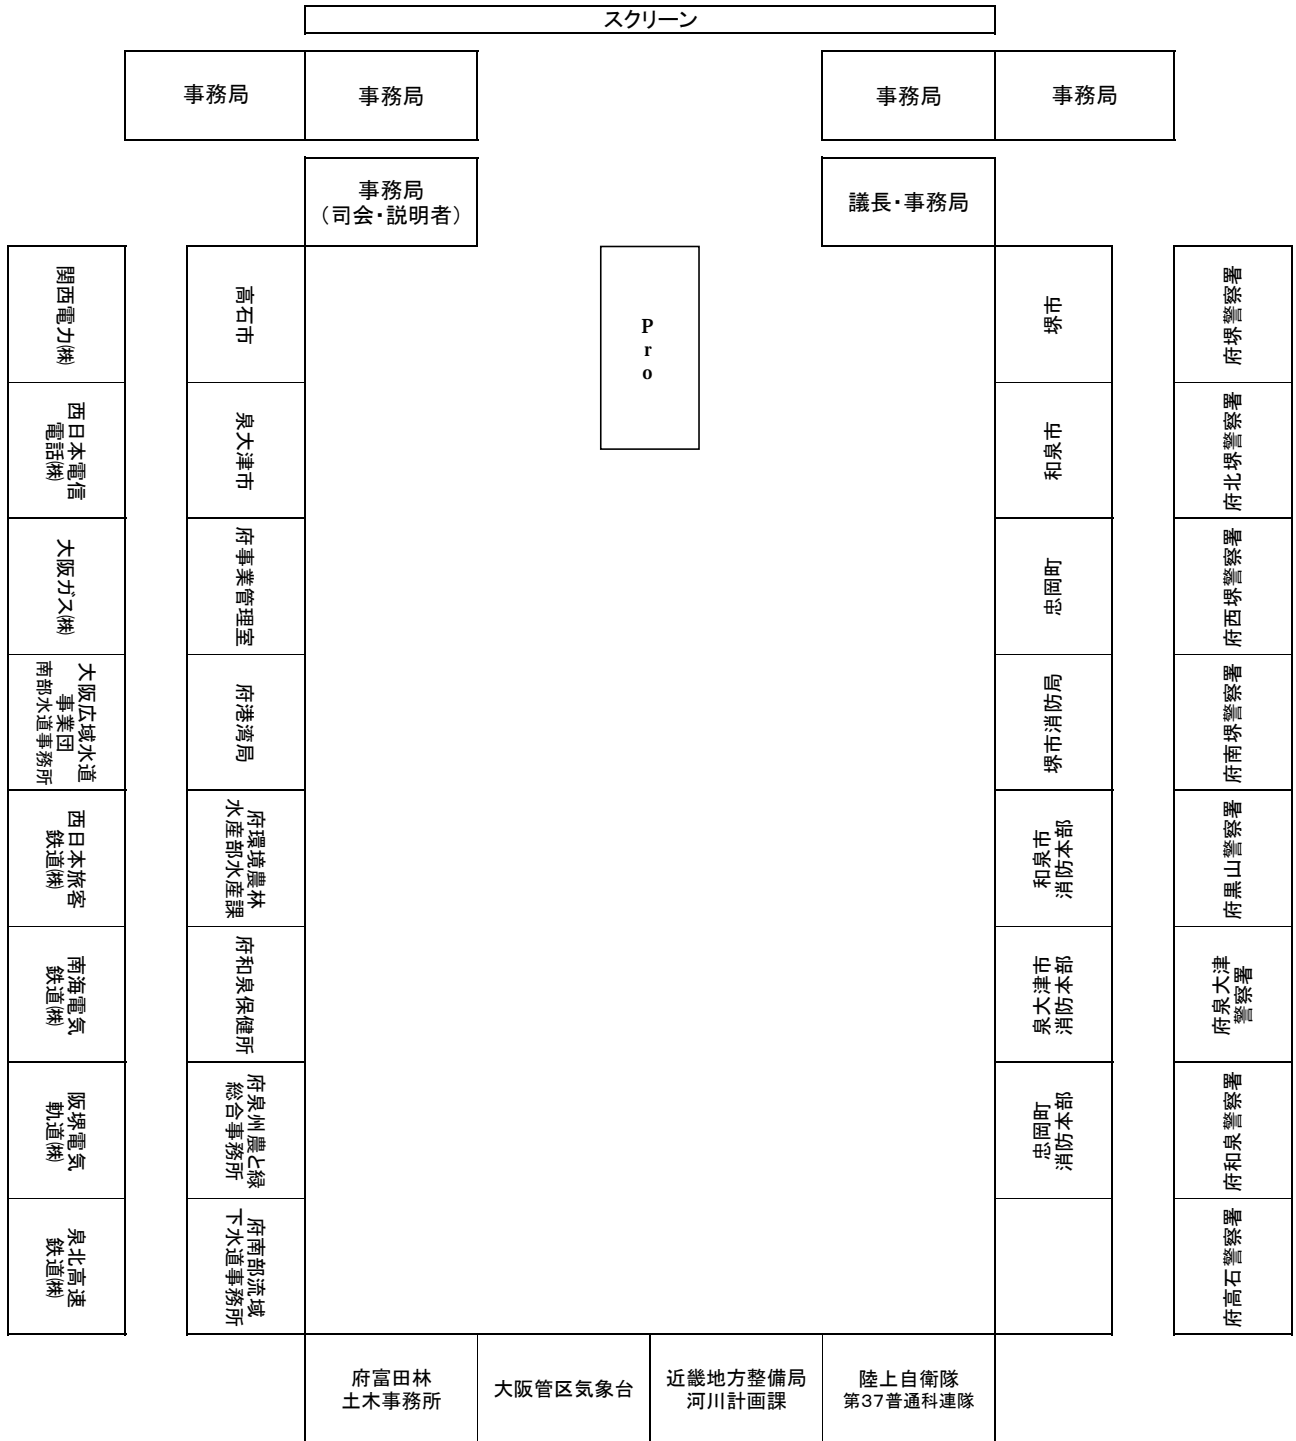 スクリーン
事務局
事務局
事務局
事務局
事務局
（司会・説明者）
議長・事務局
関西電力㈱
西日本電信
電話㈱
大阪ガス㈱
大阪広域水道
事業団
南部水道事務所
西日本旅客
鉄道㈱
南海電気
鉄道㈱
阪堺電気
軌道㈱
泉北高速
鉄道㈱
高石市
泉大津市
府事業管理室
府港湾局
府環境農林
水産部水産課
府和泉保健所
府泉州農と緑
総合事務所
府南部流域
下水道事務所
P
r
o
堺市
和泉市
忠岡町
堺市消防局
和泉市
消防本部
泉大津市
消防本部
忠岡町
消防本部
府堺警察署
府北堺警察署
府西堺警察署
府南堺警察署
府黒山警察署
府泉大津
警察署
府和泉警察署
府高石警察署
府富田林
土木事務所
大阪管区気象台
近畿地方整備局
河川計画課
陸上自衛隊
第37普通科連隊